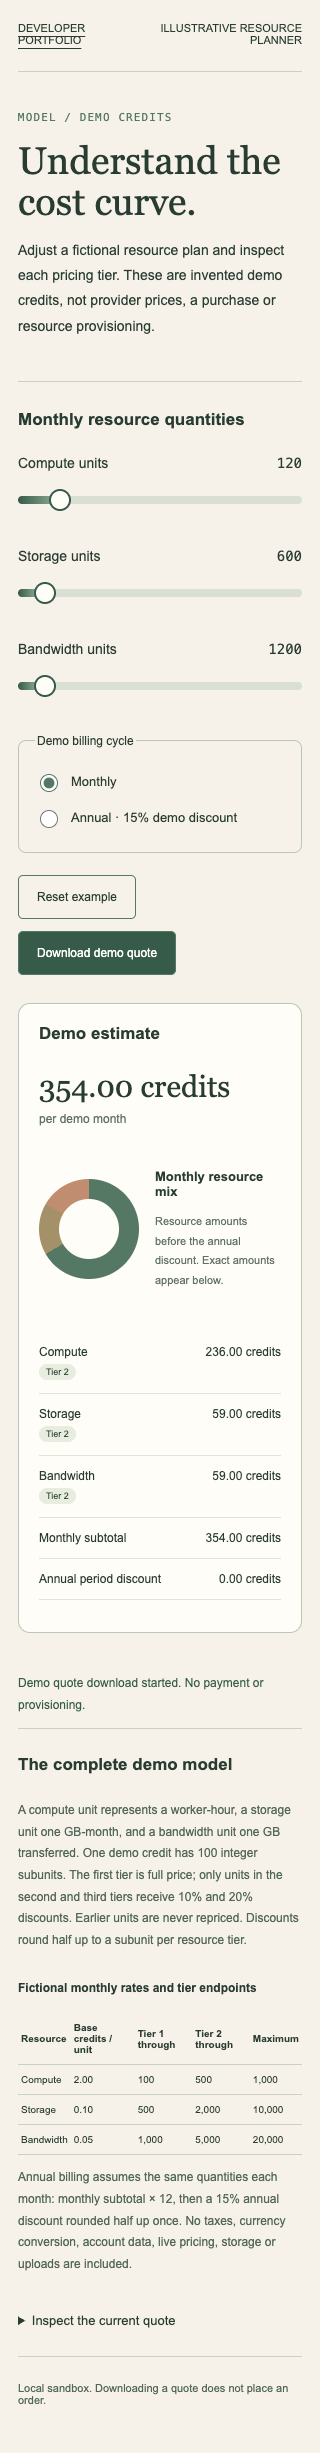 DEVELOPER
PORTFOLIO
ILLUSTRATIVE RESOURCE
PLANNER
MODEL / DEMO CREDITS
Understand the
cost curve.
Adjust a fictional resource plan and inspect
each pricing tier. These are invented demo
credits, not provider prices, a purchase or
resource provisioning.
Monthly resource quantities
Compute units 120
Storage units 600
Bandwidth units 1200
Demo billing cycle
Monthly
Annual · 15% demo discount
Reset example
Download demo quote
Demo estimate
354.00 credits
per demo month
Monthly resource
mix
Resource amounts
before the annual
discount. Exact amounts
appear below.
Compute 236.00 credits
Tier 2
Storage 59.00 credits
Tier 2
Bandwidth 59.00 credits
Tier 2
Monthly subtotal 354.00 credits
Annual period discount 0.00 credits
Demo quote download started. No payment or
provisioning.
The complete demo model
A compute unit represents a worker-hour, a storage
unit one GB-month, and a bandwidth unit one GB
transferred. One demo credit has 100 integer
subunits. The first tier is full price; only units in the
second and third tiers receive 10% and 20%
discounts. Earlier units are never repriced. Discounts
round half up to a subunit per resource tier.
Fictional monthly rates and tier endpoints
Resource Base credits / unit Tier 1 through Tier 2 through Maximum
Compute 2.00 100 500 1,000
Storage 0.10 500 2,000 10,000
Bandwidth 0.05 1,000 5,000 20,000
Annual billing assumes the same quantities each
month: monthly subtotal × 12, then a 15% annual
discount rounded half up once. No taxes, currency
conversion, account data, live pricing, storage or
uploads are included.
Inspect the current quote
Local sandbox. Downloading a quote does not place an
order.